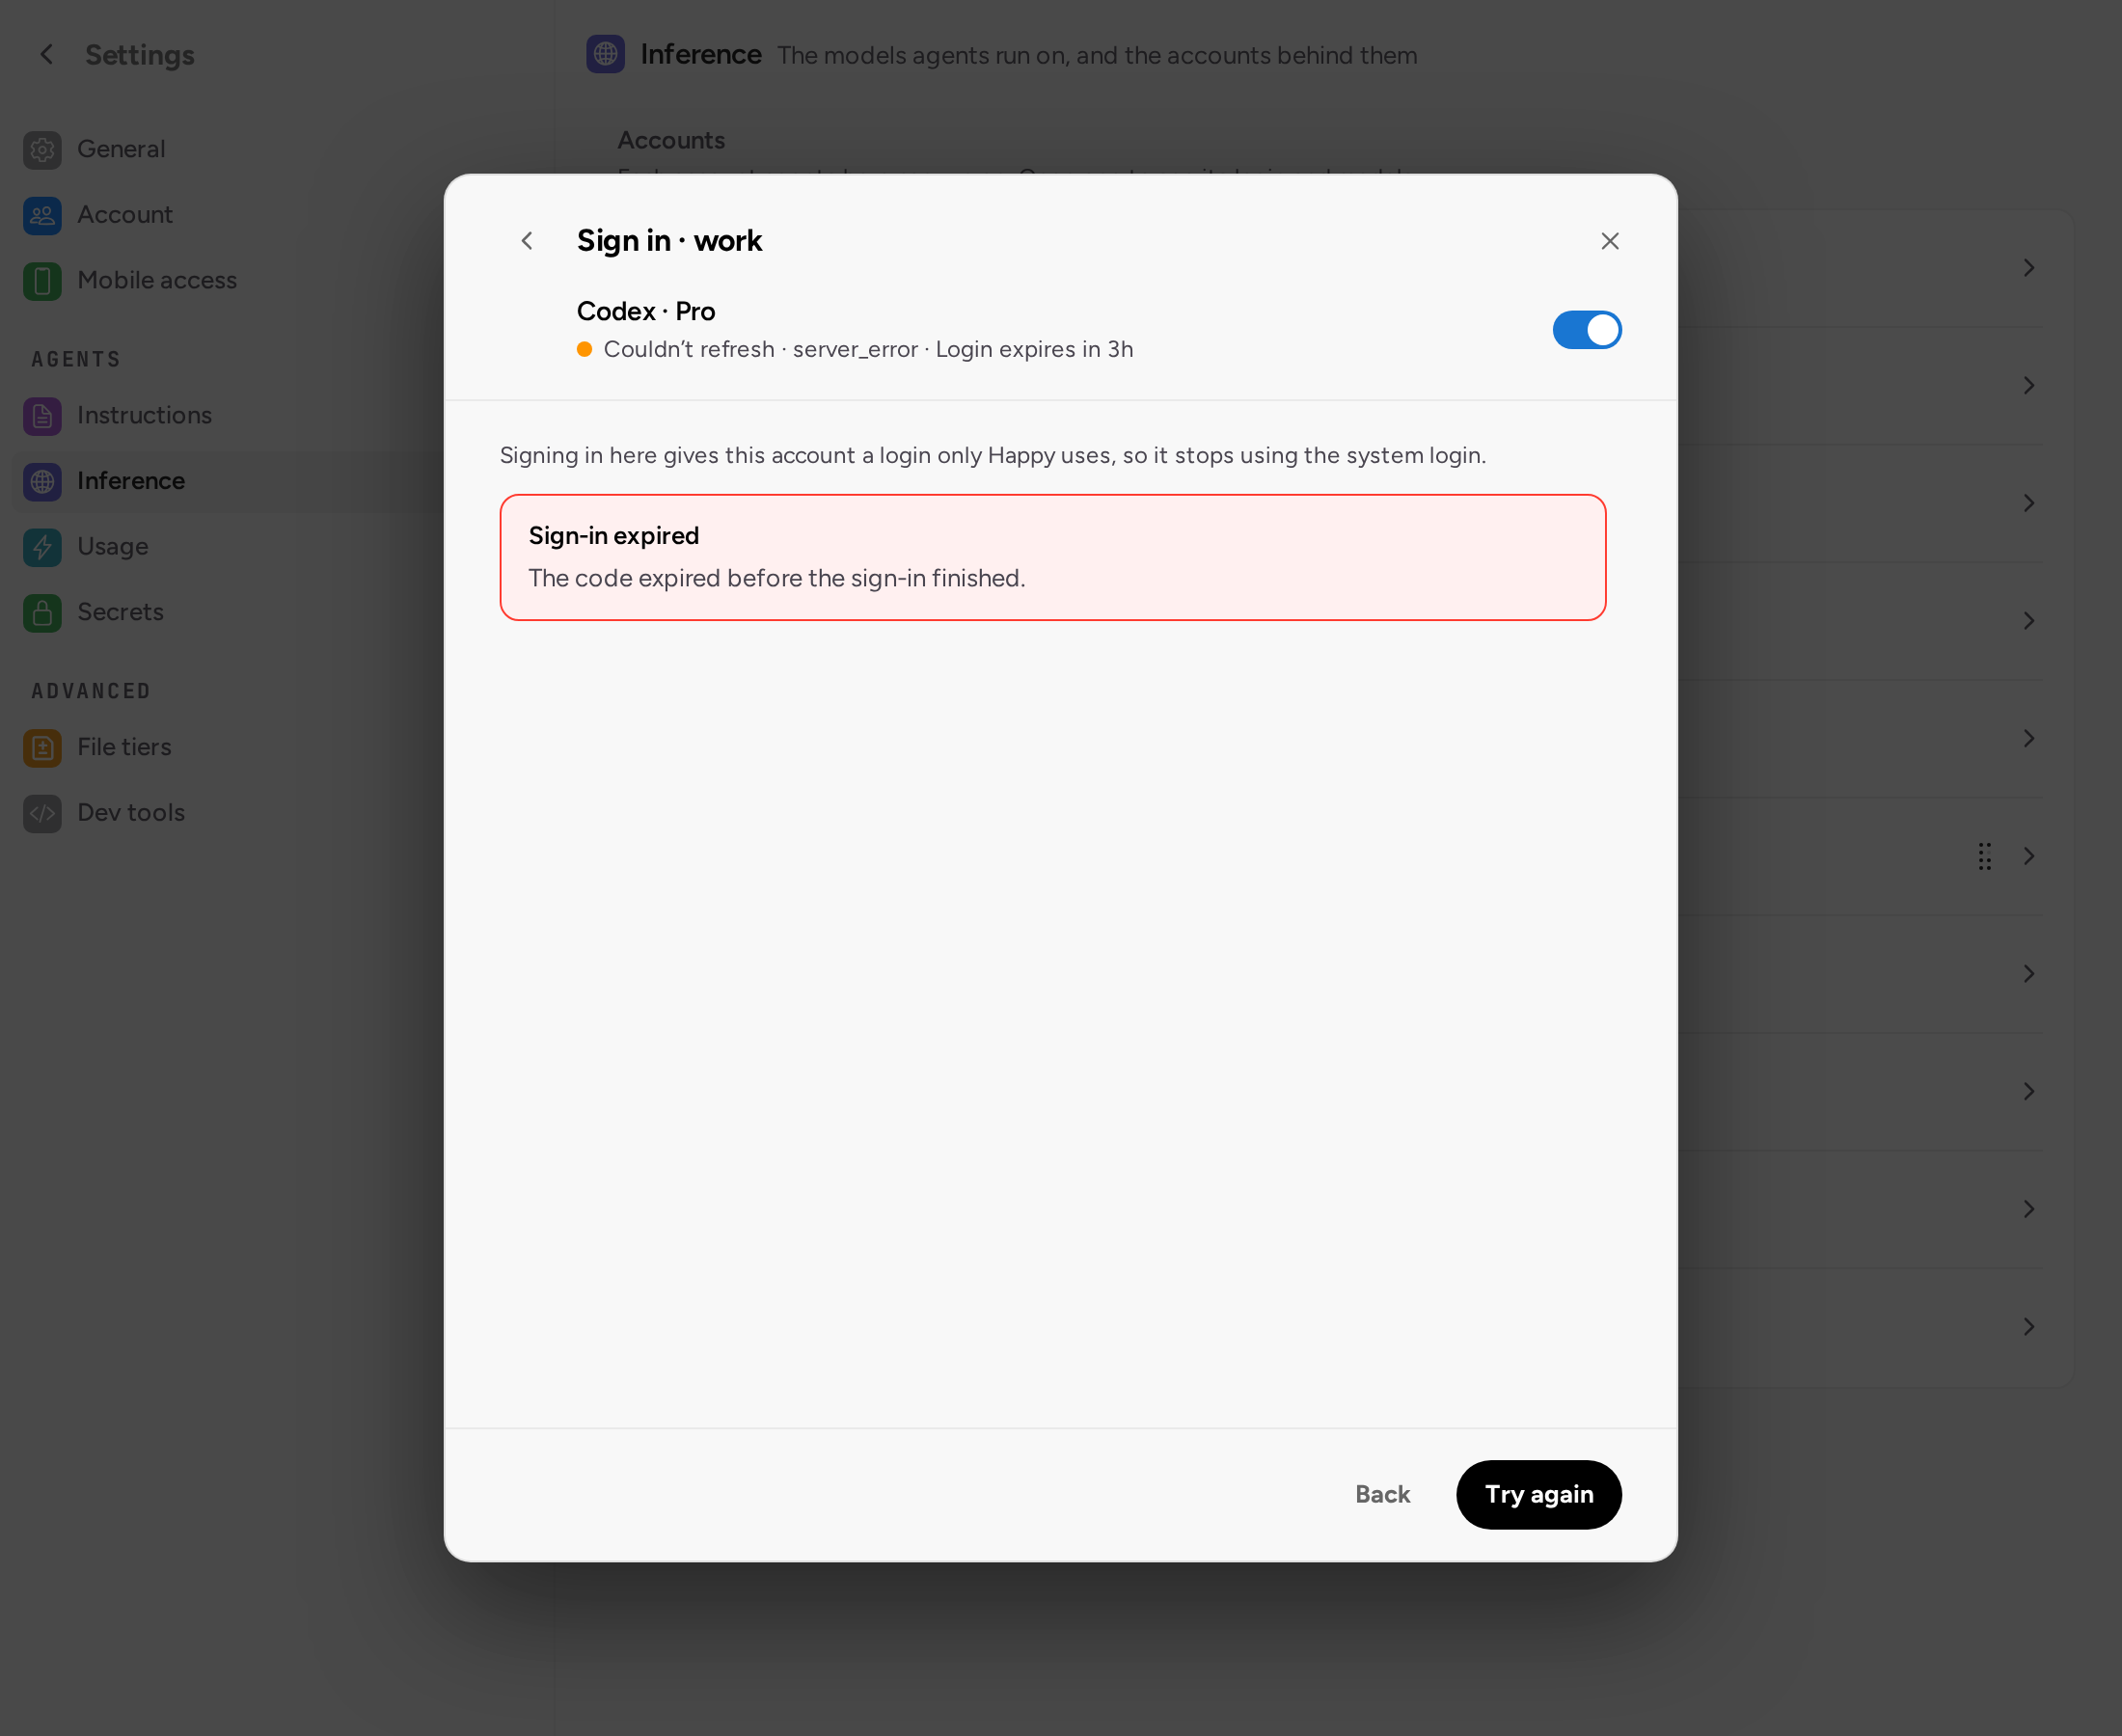 Settings
Inference The models agents run on, and the accounts behind them
General
Account
Mobile access
AGENTS
Instructions
Inference
Usage
Secrets
ADVANCED
File tiers
Dev tools
Accounts
Sign in · work
Codex · Pro
Couldn’t refresh · server_error · Login expires in 3h
Signing in here gives this account a login only Happy uses, so it stops using the system login.
Sign-in expired
The code expired before the sign-in finished.
Back
Try again